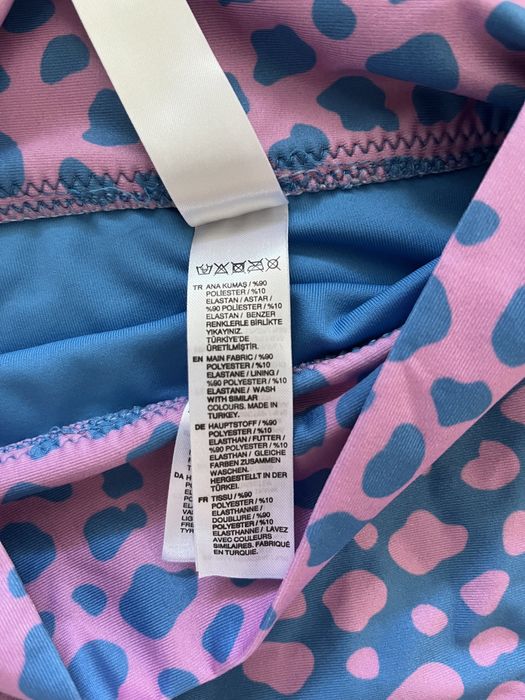 TR ANA KUMAŞ / %90
POLİESTER / %10
ELASTAN / ASTAR /
%90 POLİESTER / %10
ELASTAN / BENZER
RENKLERLE BİRLİKTE
YIKAYINIZ.
TÜRKİYE'DE
ÜRETİLMİŞTİR.
EN MAIN FABRIC / %90
POLYESTER / %10
ELASTANE / LINING /
%90 POLYESTER / %10
ELASTANE / WASH
WITH SIMILAR
COLOURS. MADE IN
TURKEY.
DE HAUPTSTOFF / %90
POLYESTER / %10
ELASTHAN / FUTTER /
%90 POLYESTER / %10
ELASTHAN / GLEICHE
FARBEN ZUSAMMEN
WASCHEN.
HERGESTELLT IN DER
TÜRKEI.
FR TISSU / %90
POLYESTER / %10
ELASTHANNE /
DOUBLURE / %90
POLYESTER / %10
ELASTHANNE / LAVEZ
AVEC COULEURS
SIMILAIRES. FABRIQUÉ
EN TURQUIE.
DA